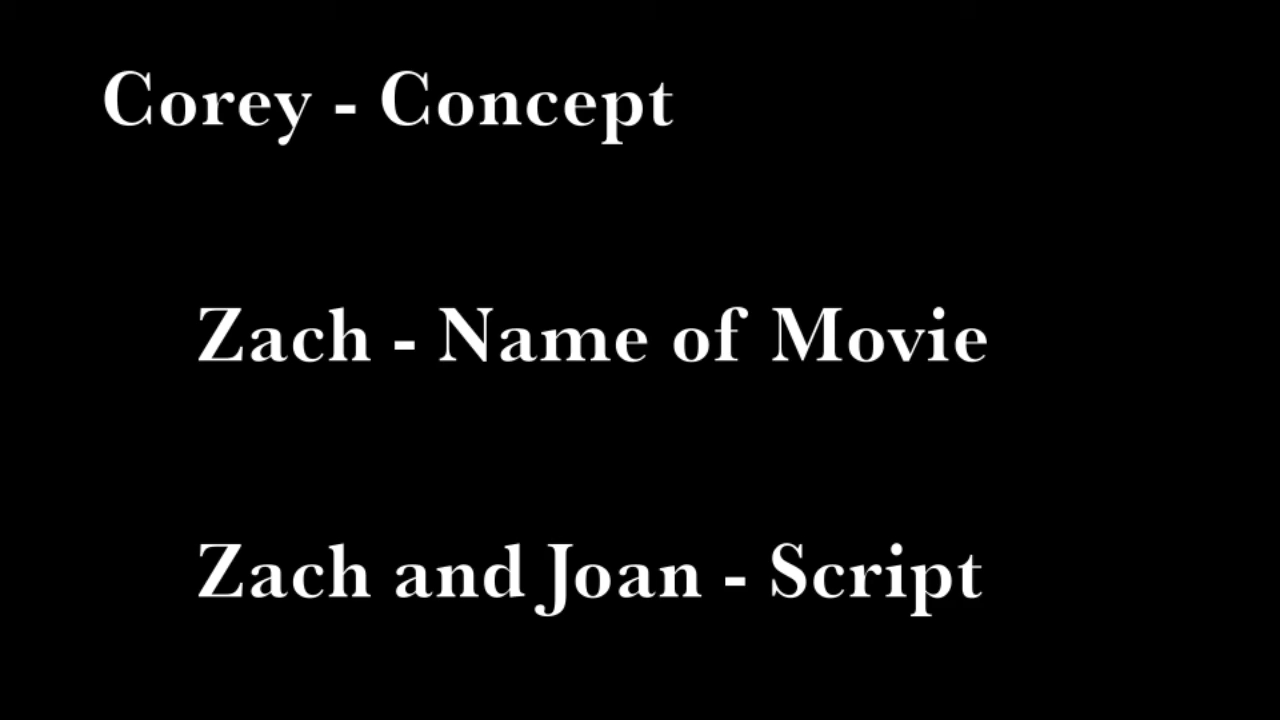 Corey - Concept
Zach - Name of Movie
Zach and Joan - Script